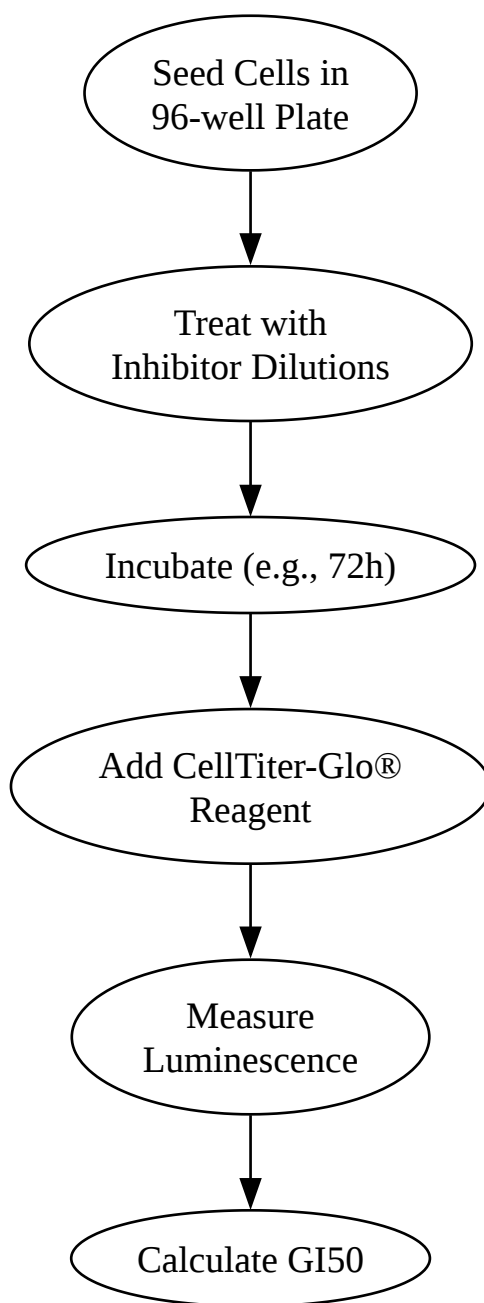 Seed Cells in
96-well Plate
Treat with
Inhibitor Dilutions
Incubate (e.g., 72h)
Add CellTiter-Glo®
Reagent
Measure
Luminescence
Calculate GI50